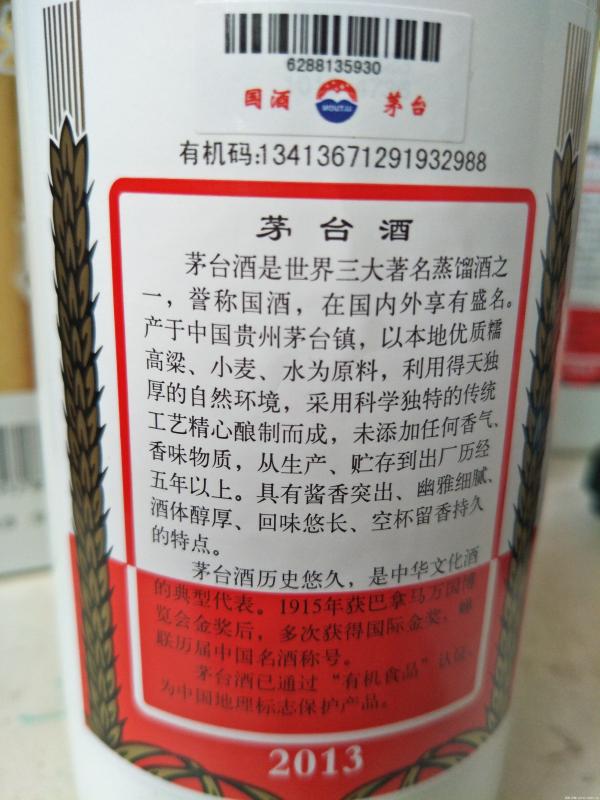 6288135930
国酒 MOUTAI 茅台
有机码:13413671291932988
茅台酒
茅台酒是世界三大著名蒸馏酒之
一，誉称国酒，在国内外享有盛名。
产于中国贵州茅台镇，以本地优质糯
高粱、小麦、水为原料，利用得天独
厚的自然环境，采用科学独特的传统
工艺精心酿制而成，未添加任何香气、
香味物质，从生产、贮存到出厂历经
五年以上。具有酱香突出、幽雅细腻、
酒体醇厚、回味悠长、空杯留香持久
的特点。
茅台酒历史悠久，是中华文化酒
的典型代表。1915年获巴拿马万国博
览会金奖后，多次获得国际金奖，蝉
联历届中国名酒称号。
茅台酒已通过“有机食品”认证、
为中国地理标志保护产品。
2013